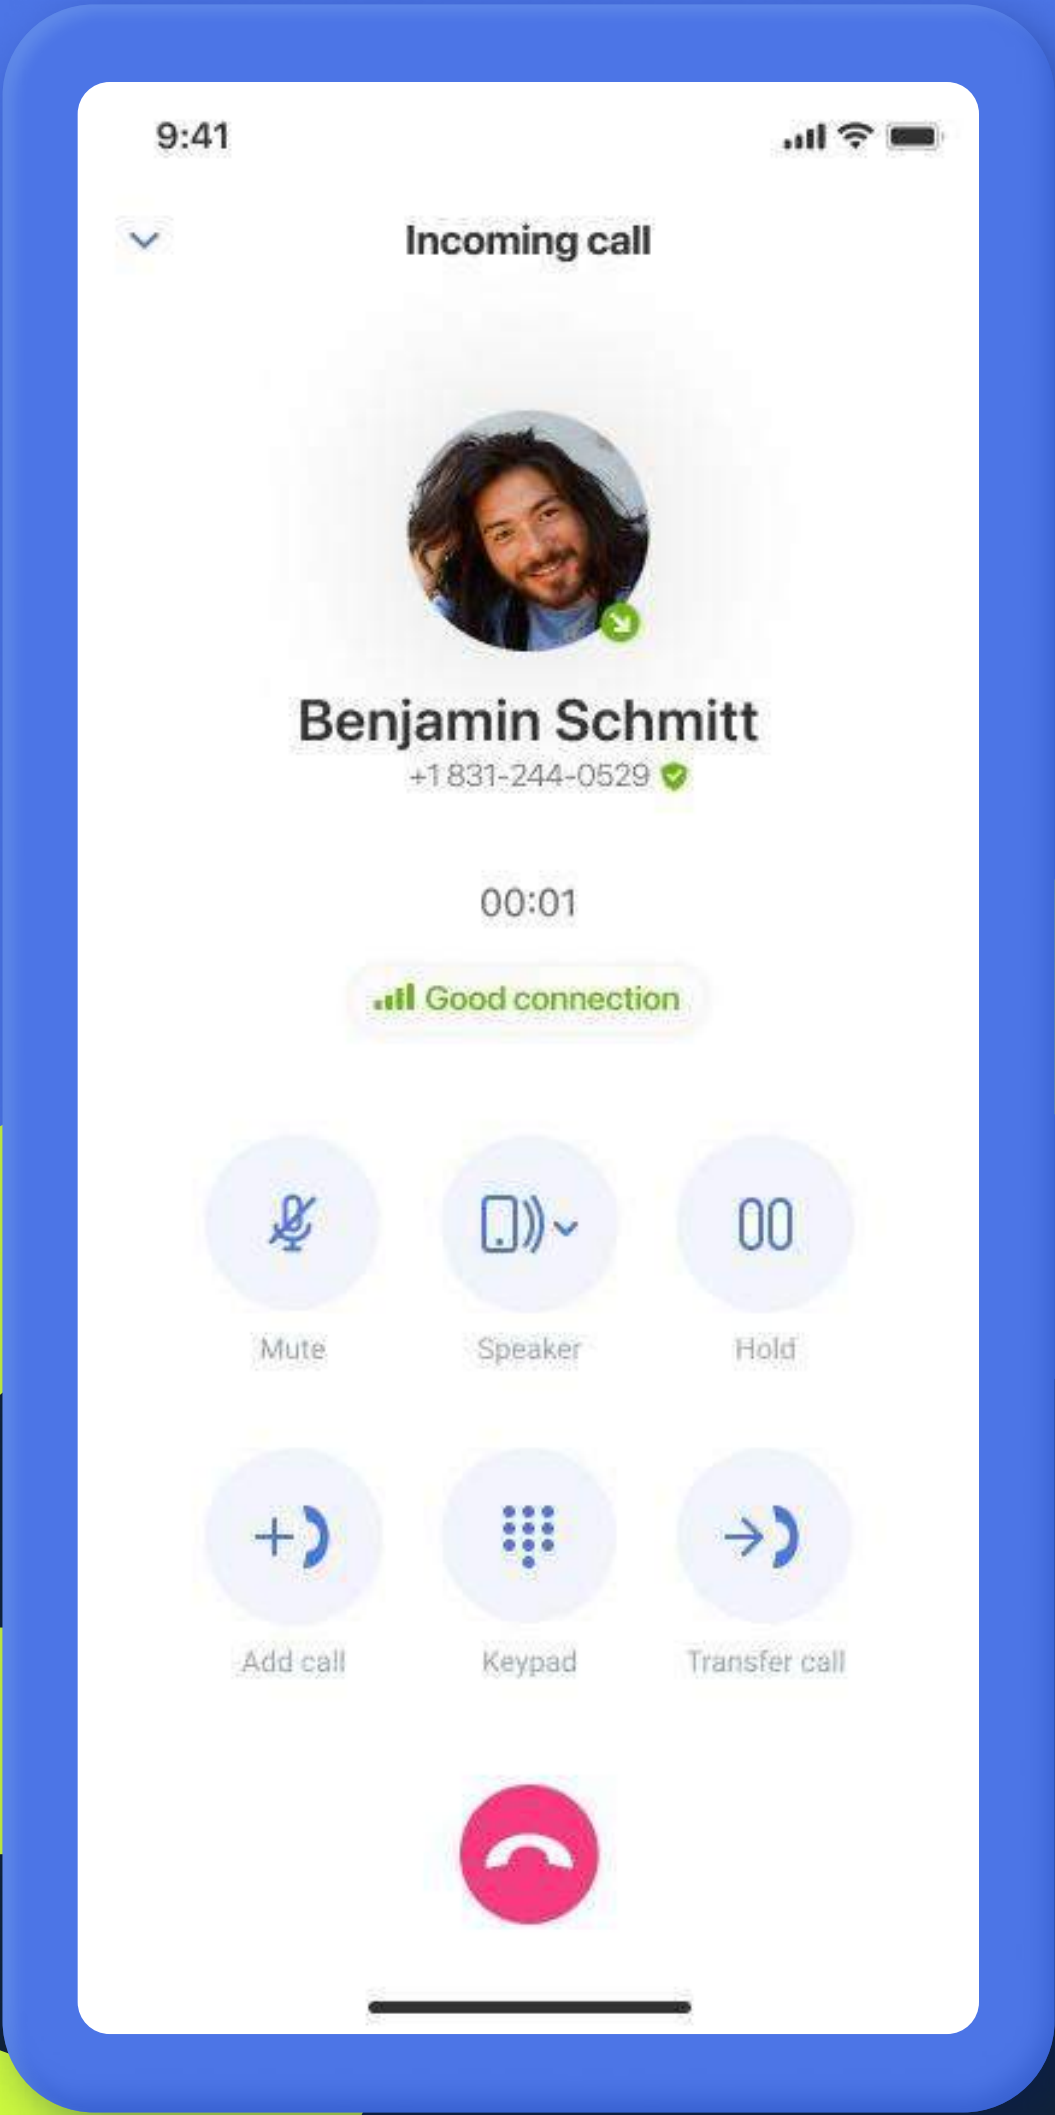 9:41
Incoming call
Benjamin Schmitt
+1 831-244-0529
00:01
Good connection
Mute Speaker Hold
Add call Keypad Transfer call